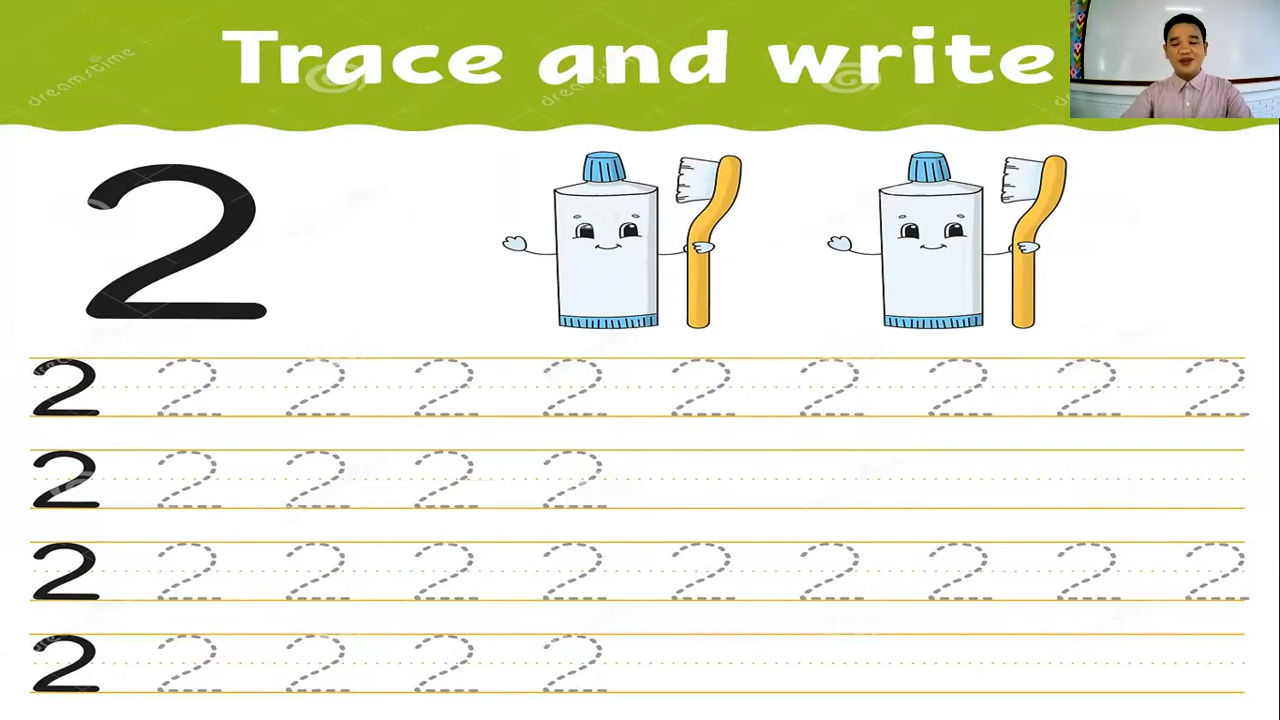 Trace and write
dreamstime
2
2 2 2 2 2 2 2 2 2 2
2 2 2 2 2
2 2 2 2 2 2 2 2 2 2
2 2 2 2 2